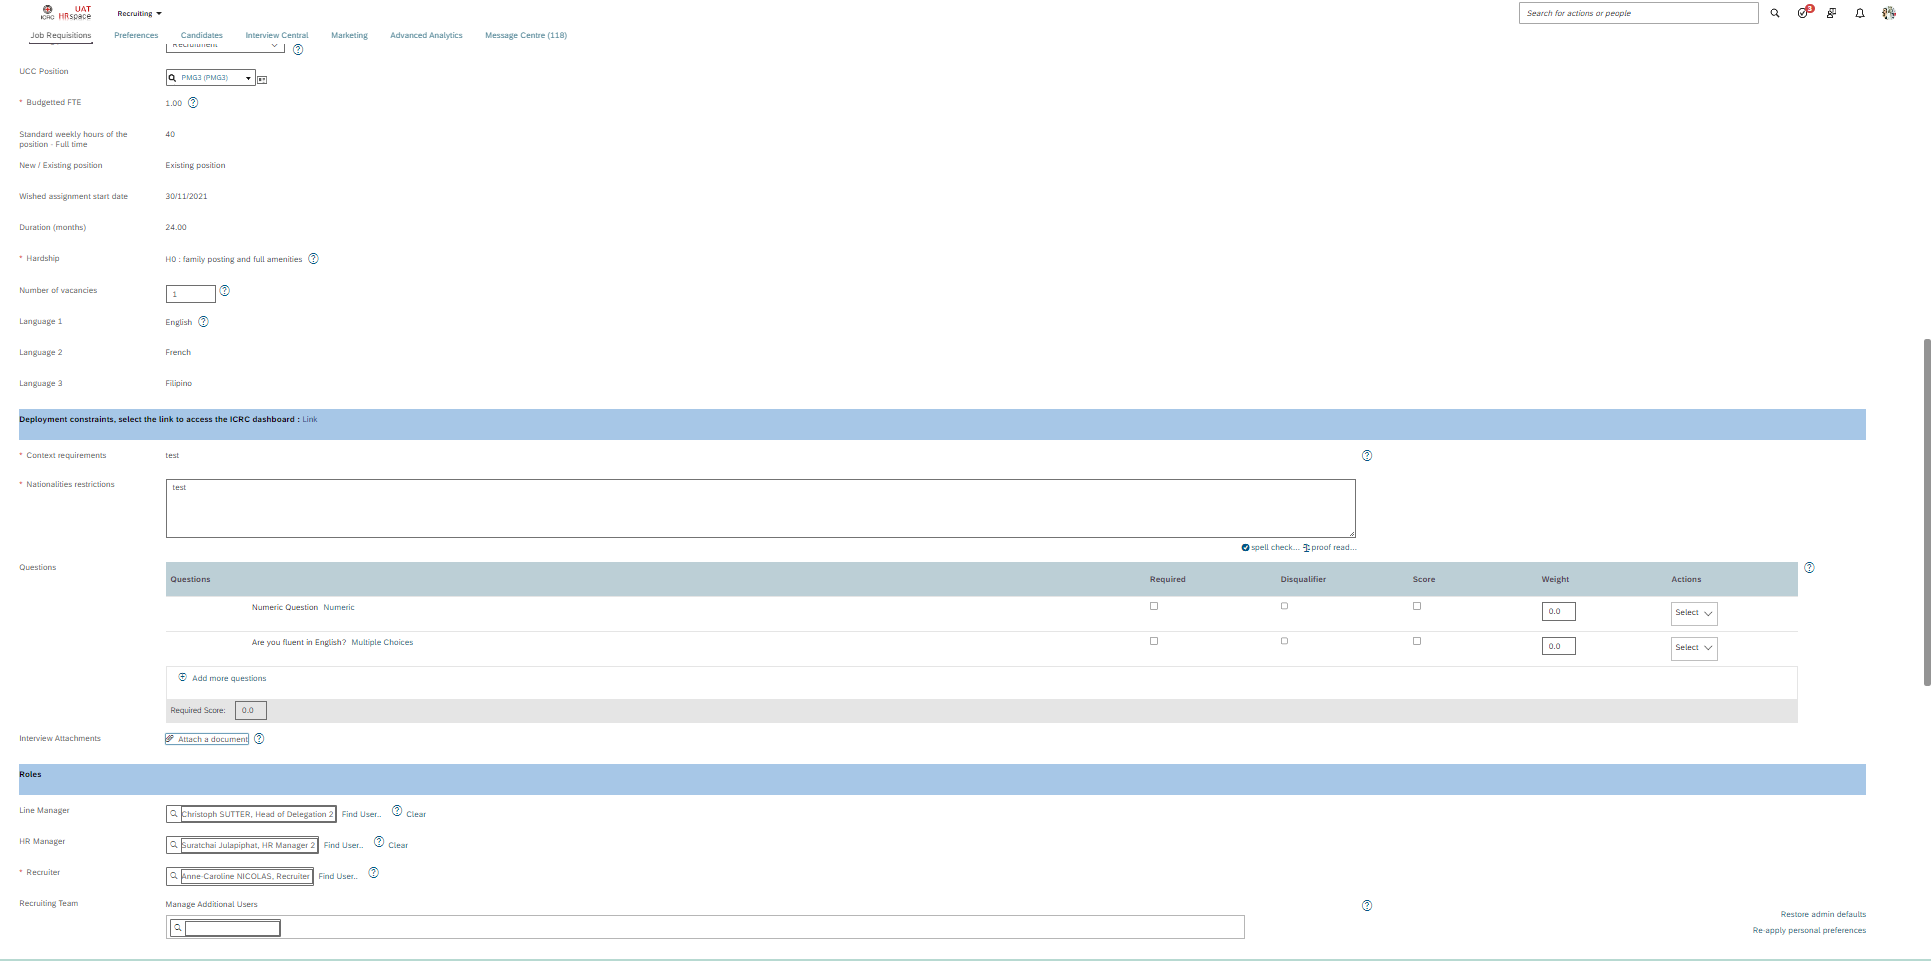 ICRC UAT HRspace
Recruiting
Search for actions or people
3
Job Requisitions Preferences Candidates Interview Central Marketing Advanced Analytics Message Centre (118)
Recruitment
UCC Position PMG3 (PMG3)
* Budgetted FTE 1.00
Standard weekly hours of the 40
position - Full time
New / Existing position Existing position
Wished assignment start date 30/11/2021
Duration (months) 24.00
* Hardship H0 : family posting and full amenities
Number of vacancies 1
Language 1 English
Language 2 French
Language 3 Filipino
Deployment constraints, select the link to access the ICRC dashboard : Link
* Context requirements test
* Nationalities restrictions test
spell check... proof read...
Questions
Questions Required Disqualifier Score Weight Actions
Numeric Question Numeric 0.0 Select
Are you fluent in English? Multiple Choices 0.0 Select
Add more questions
Required Score: 0.0
Interview Attachments Attach a document
Roles
Line Manager Christoph SUTTER, Head of Delegation 2 Find User.. Clear
HR Manager Suratchai Julapiphat, HR Manager 2 Find User.. Clear
* Recruiter Anne-Caroline NICOLAS, Recruiter Find User..
Recruiting Team Manage Additional Users
Restore admin defaults
Re-apply personal preferences